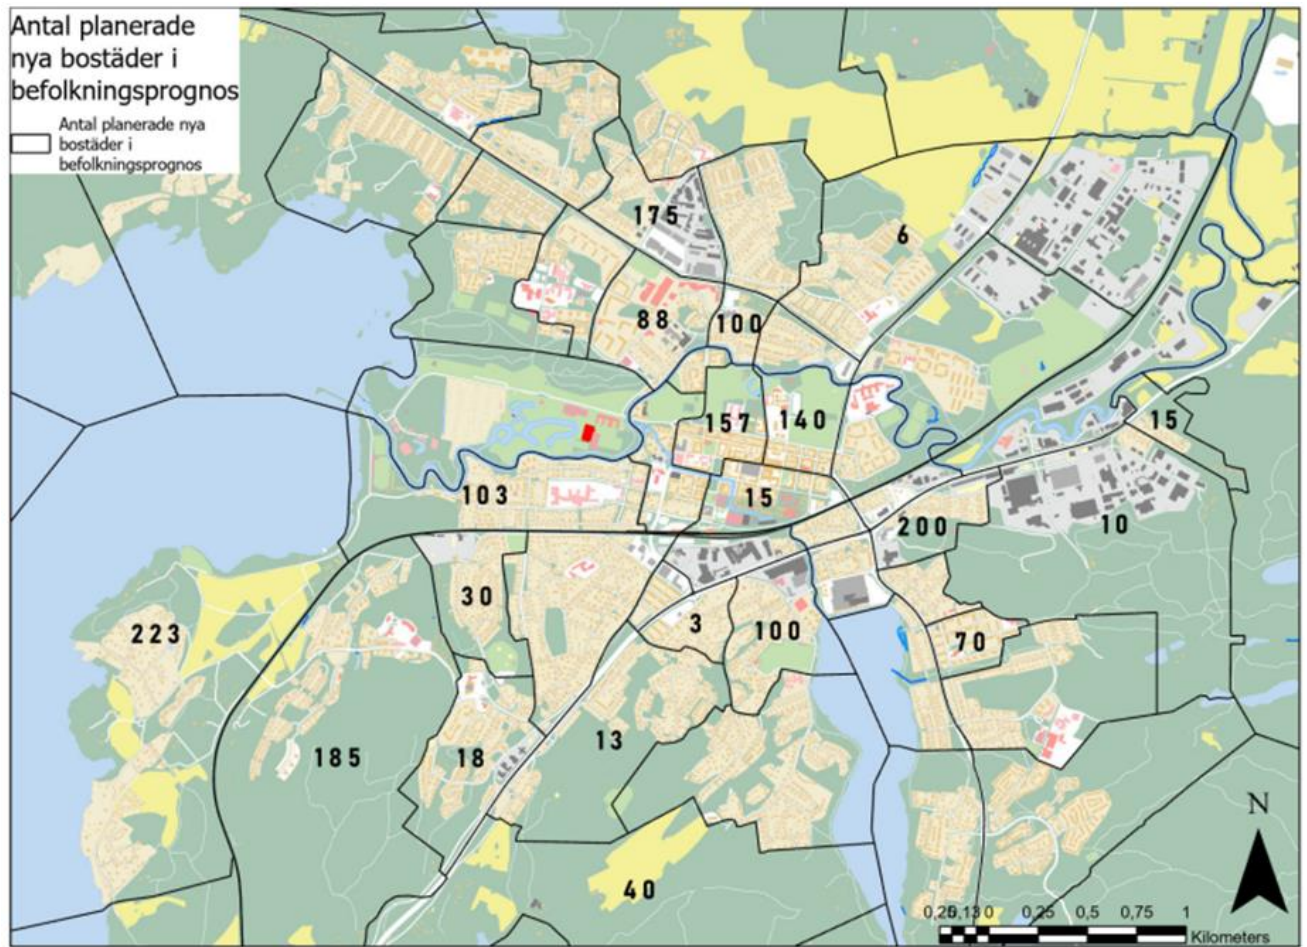 Antal planerade
nya bostäder i
befolkningsprognos
Antal planerade nya
bostäder i
befolkningsprognos
175
6
88
100
157
140
15
103
15
200
10
30
223
3
100
70
185
18
13
40
N
0,25 0,13 0 0,25 0,5 0,75 1
Kilometers